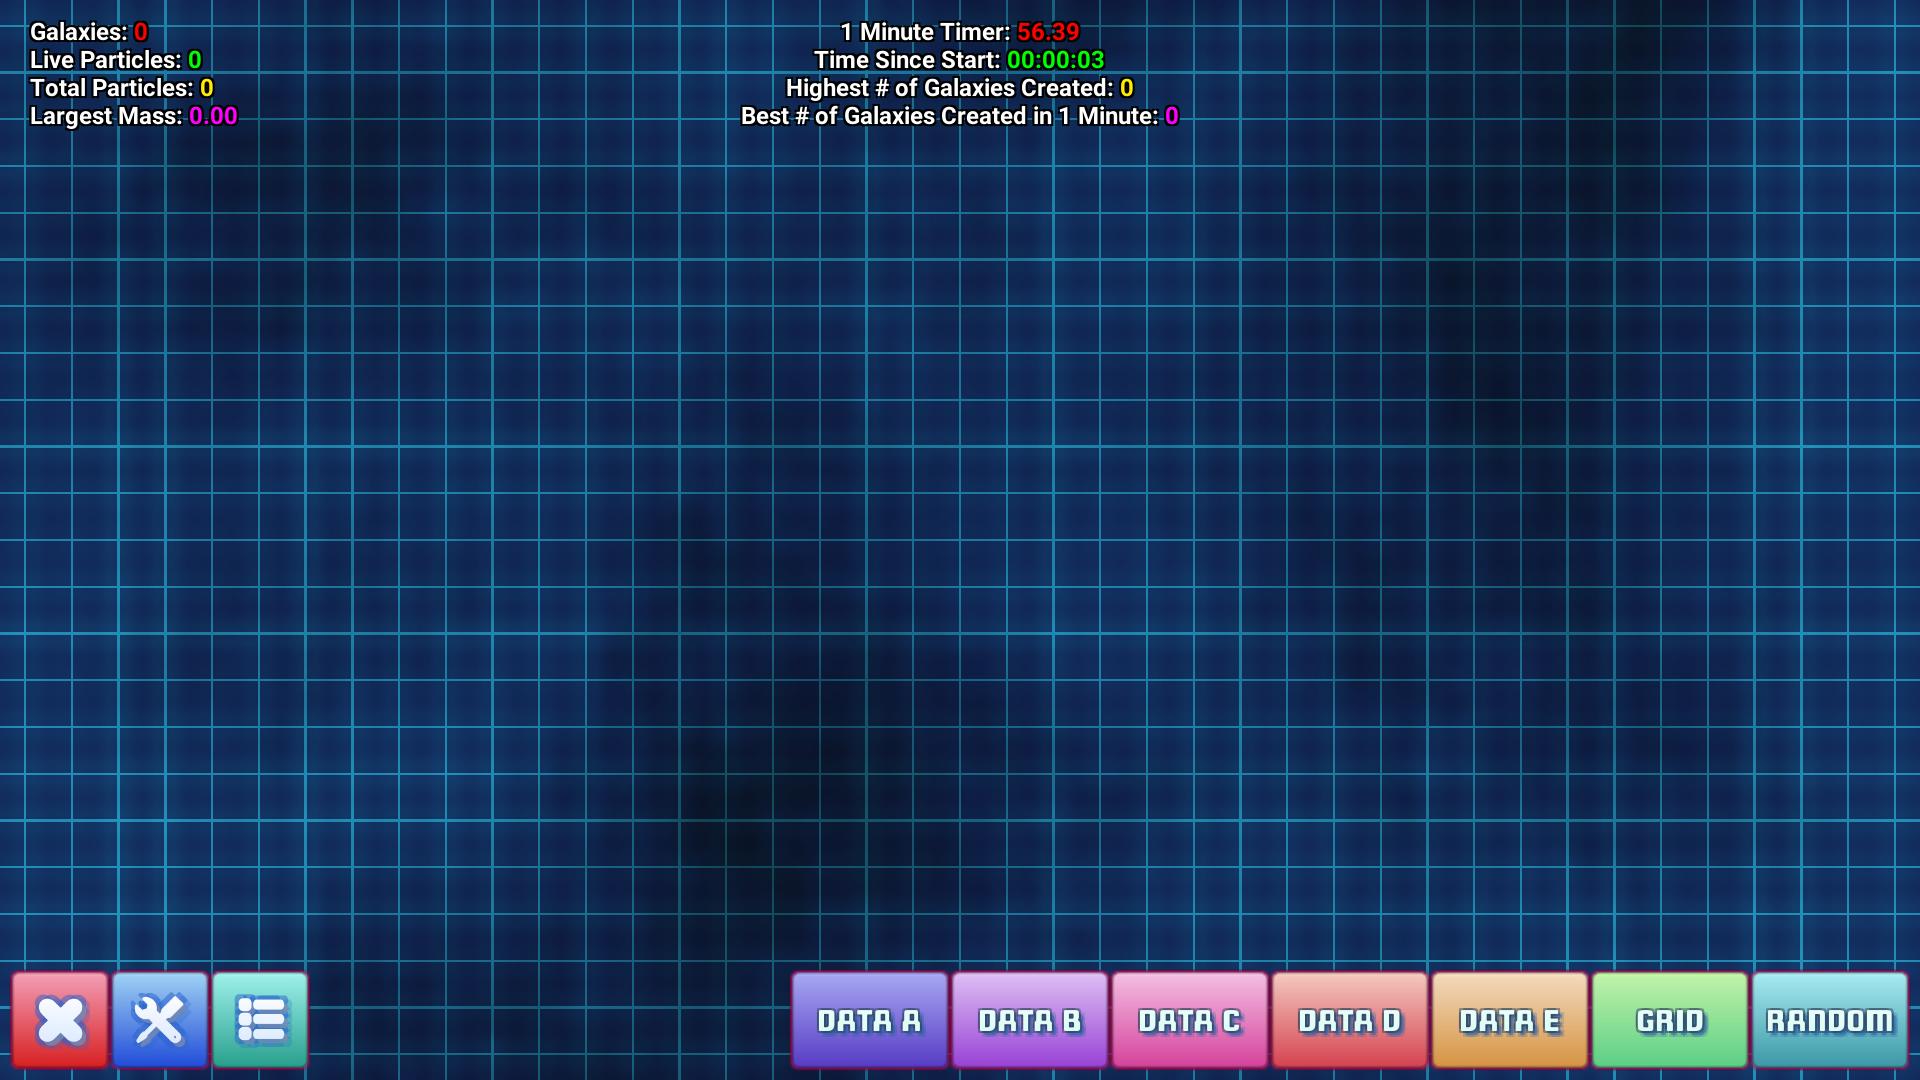 Galaxies: 0
Live Particles: 0
Total Particles: 0
Largest Mass: 0.00
1 Minute Timer: 56.39
Time Since Start: 00:00:03
Highest # of Galaxies Created: 0
Best # of Galaxies Created in 1 Minute: 0
DATA A
DATA B
DATA C
DATA D
DATA E
GRID
RANDOM